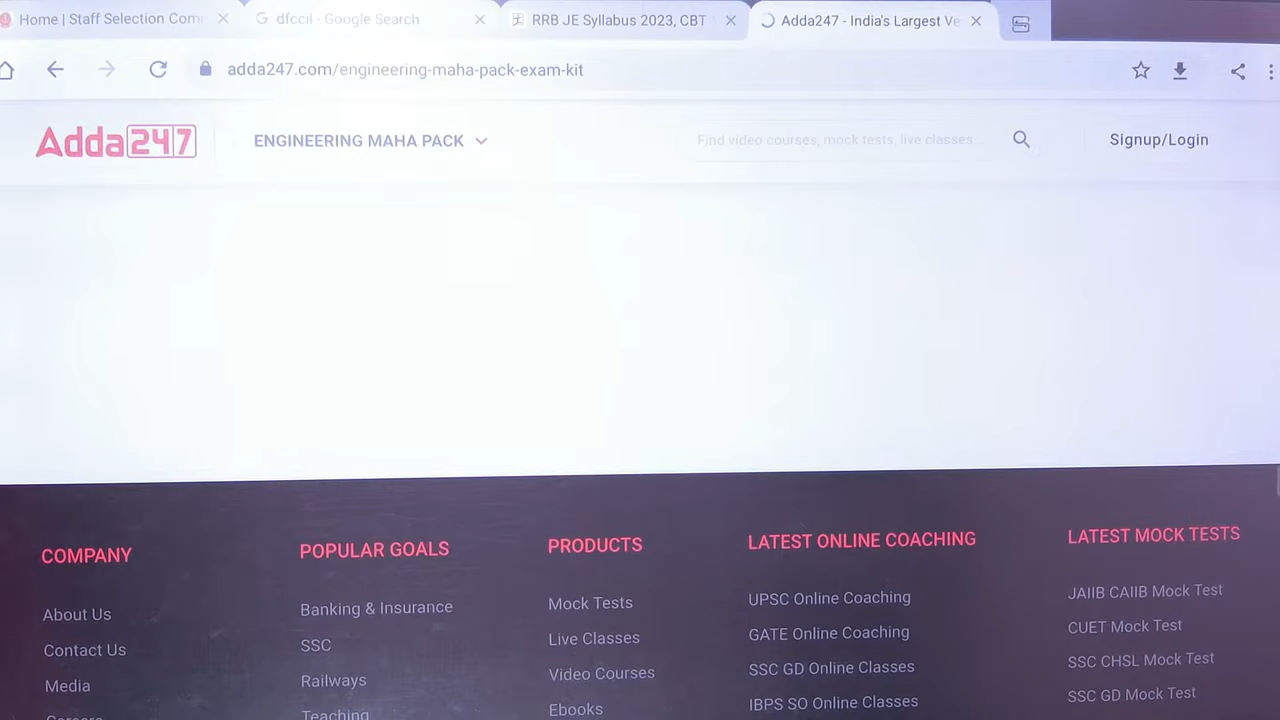 Home | Staff Selection Com
dfccil - Google Search
RRB JE Syllabus 2023, CBT
Adda247 - India's Largest Ve
adda247.com/engineering-maha-pack-exam-kit
Adda247
ENGINEERING MAHA PACK
Find video courses, mock tests, live classes
Signup/Login
COMPANY
About Us
Contact Us
Media
Careers
POPULAR GOALS
Banking & Insurance
SSC
Railways
Teaching
PRODUCTS
Mock Tests
Live Classes
Video Courses
Ebooks
LATEST ONLINE COACHING
UPSC Online Coaching
GATE Online Coaching
SSC GD Online Classes
IBPS SO Online Classes
LATEST MOCK TESTS
JAIIB CAIIB Mock Test
CUET Mock Test
SSC CHSL Mock Test
SSC GD Mock Test